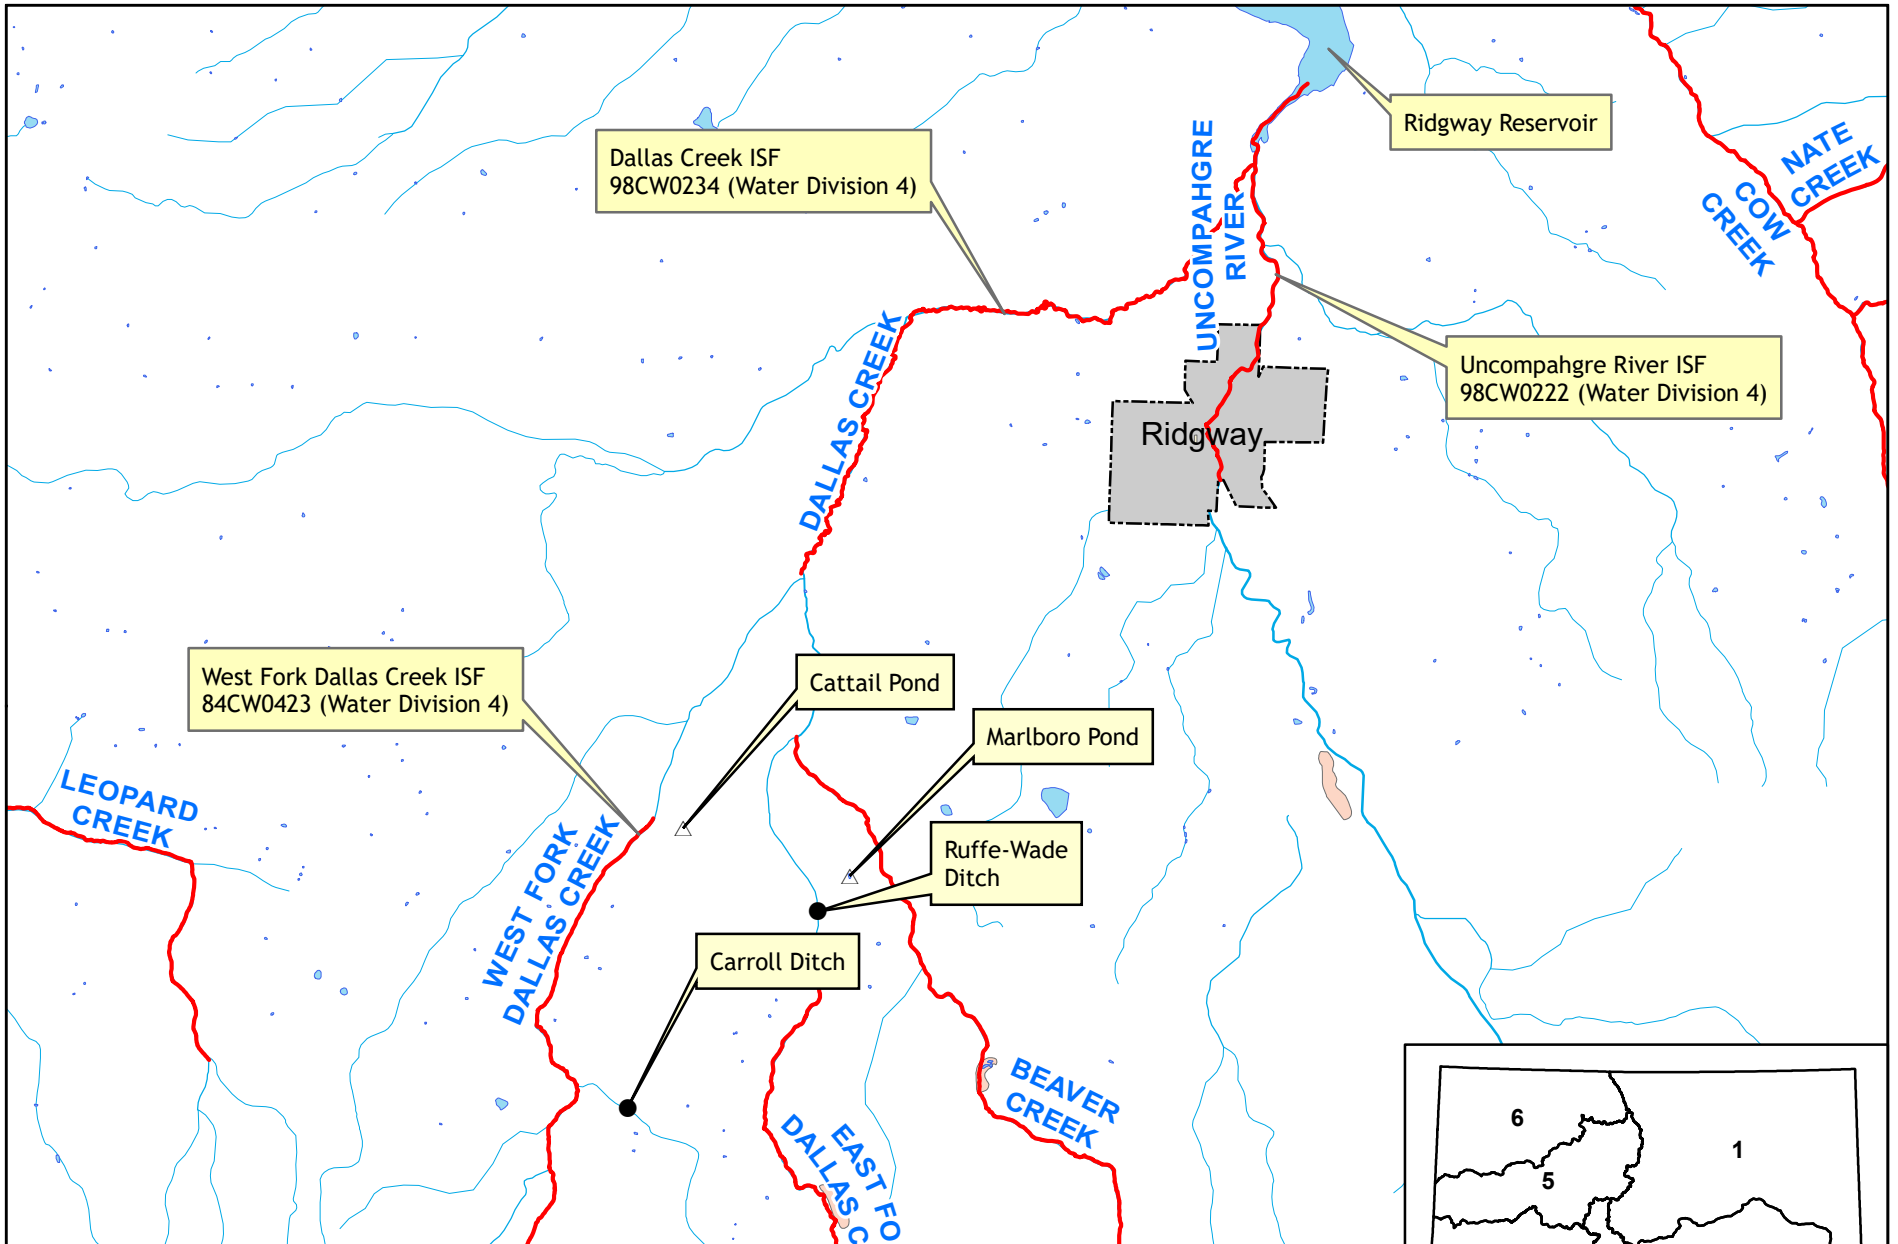 Ridgway Reservoir
Dallas Creek ISF
98CW0234 (Water Division 4)
UNCOMPAHGRE
RIVER
NATE
CREEK
COW
CREEK
Uncompahgre River ISF
98CW0222 (Water Division 4)
DALLAS CREEK
Ridgway
West Fork Dallas Creek ISF
84CW0423 (Water Division 4)
Cattail Pond
Marlboro Pond
LEOPARD
CREEK
Ruffe-Wade
Ditch
WEST FORK
DALLAS CREEK
Carroll Ditch
BEAVER
CREEK
EAST FO
DALLAS C
6
1
5